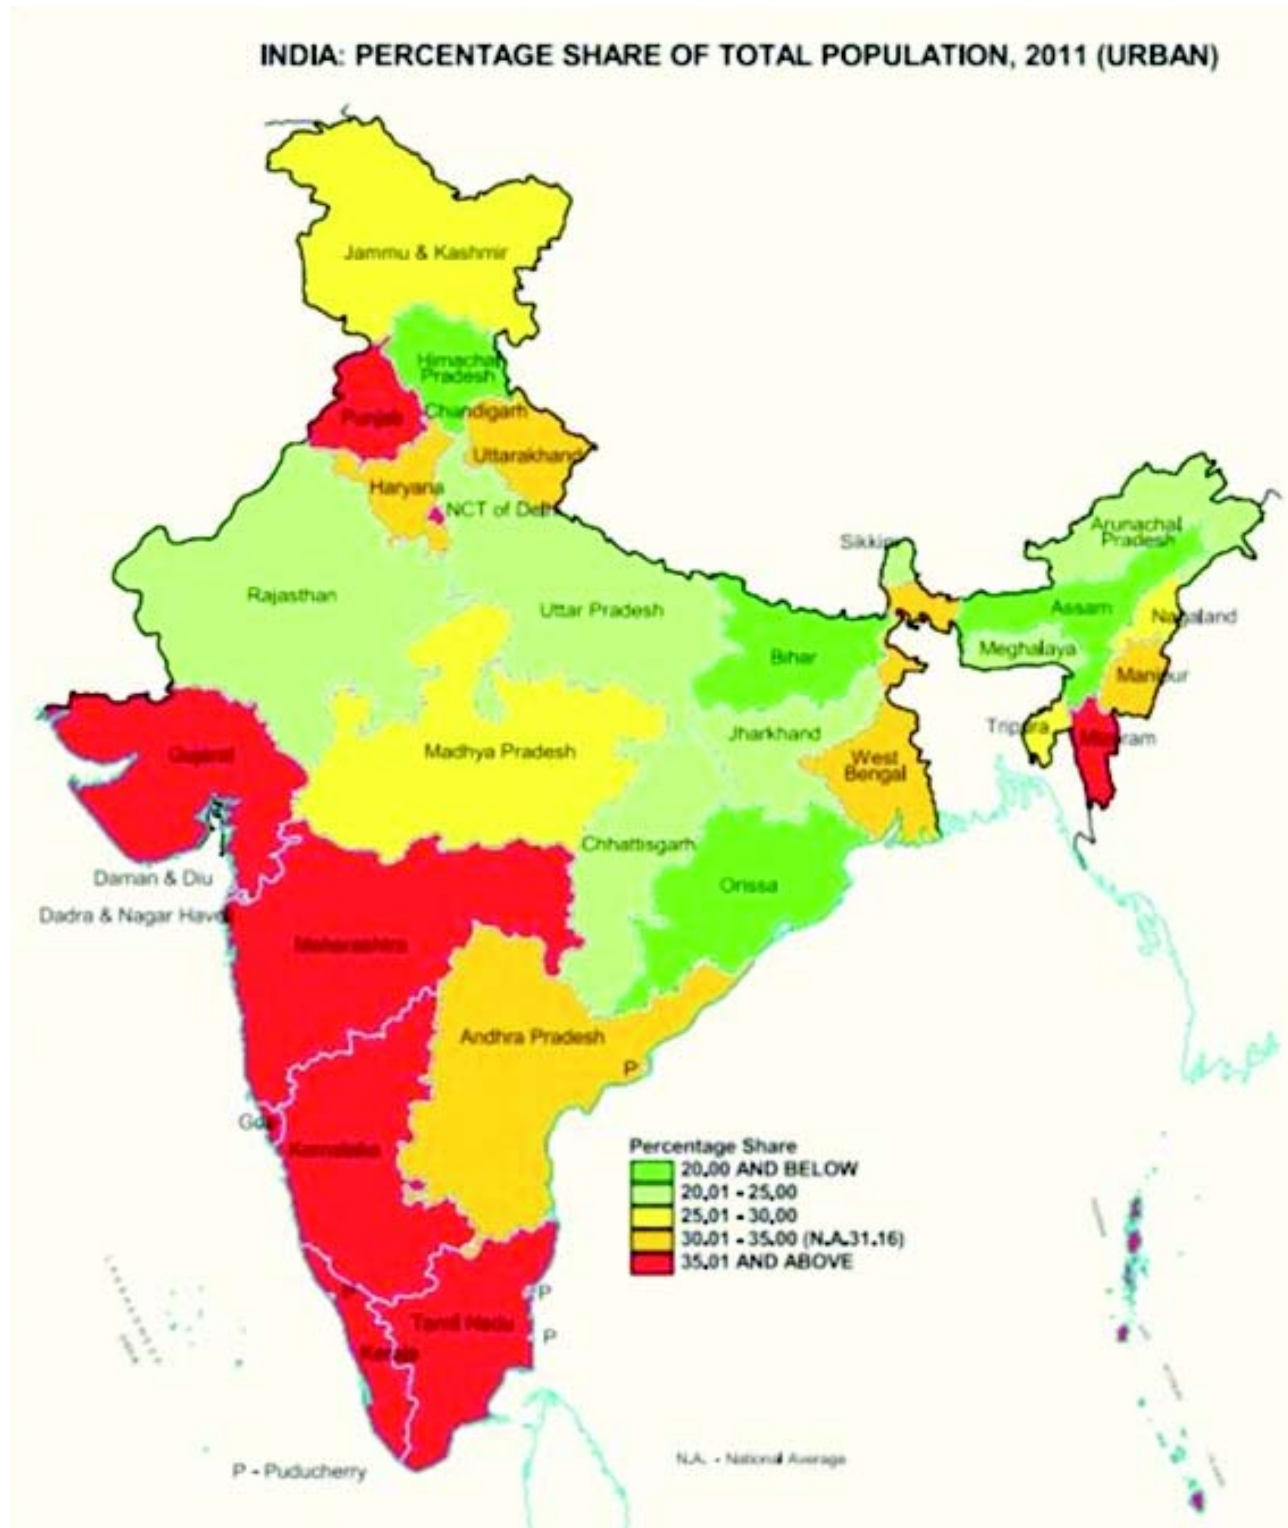 INDIA: PERCENTAGE SHARE OF TOTAL POPULATION, 2011 (URBAN)
Jammu & Kashmir
Himachal
Pradesh
Punjab
Chandigarh
Uttarakhand
Haryana
NCT of Delhi
Rajasthan
Uttar Pradesh
Bihar
Sikkim
Arunachal
Pradesh
Assam
Nagaland
Meghalaya
Manipur
Tripura
Mizoram
Gujarat
Madhya Pradesh
Jharkhand
West
Bengal
Chhattisgarh
Orissa
Daman & Diu
Dadra & Nagar Have
Maharashtra
Andhra Pradesh
P
Goa
Karnataka
Percentage Share
20.00 AND BELOW
20.01 - 25.00
25.01 - 30.00
30.01 - 35.00 (N.A.31.16)
35.01 AND ABOVE
P
P
Tamil Nadu
P
Kerala
LAKSHADWEEP
P - Puducherry
N.A. - National Average